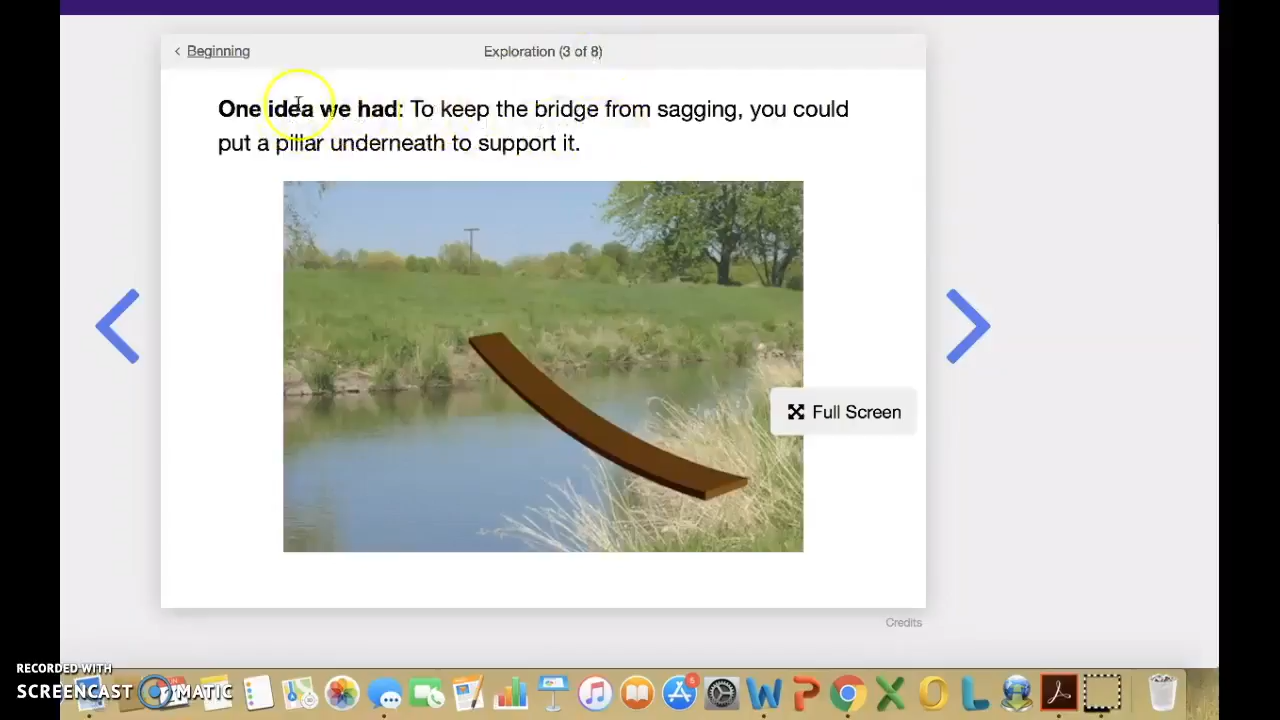 Beginning
Exploration (3 of 8)
One idea we had: To keep the bridge from sagging, you could
put a pillar underneath to support it.
Full Screen
Credits
RECORDED WITH
SCREENCAST MATIC
5